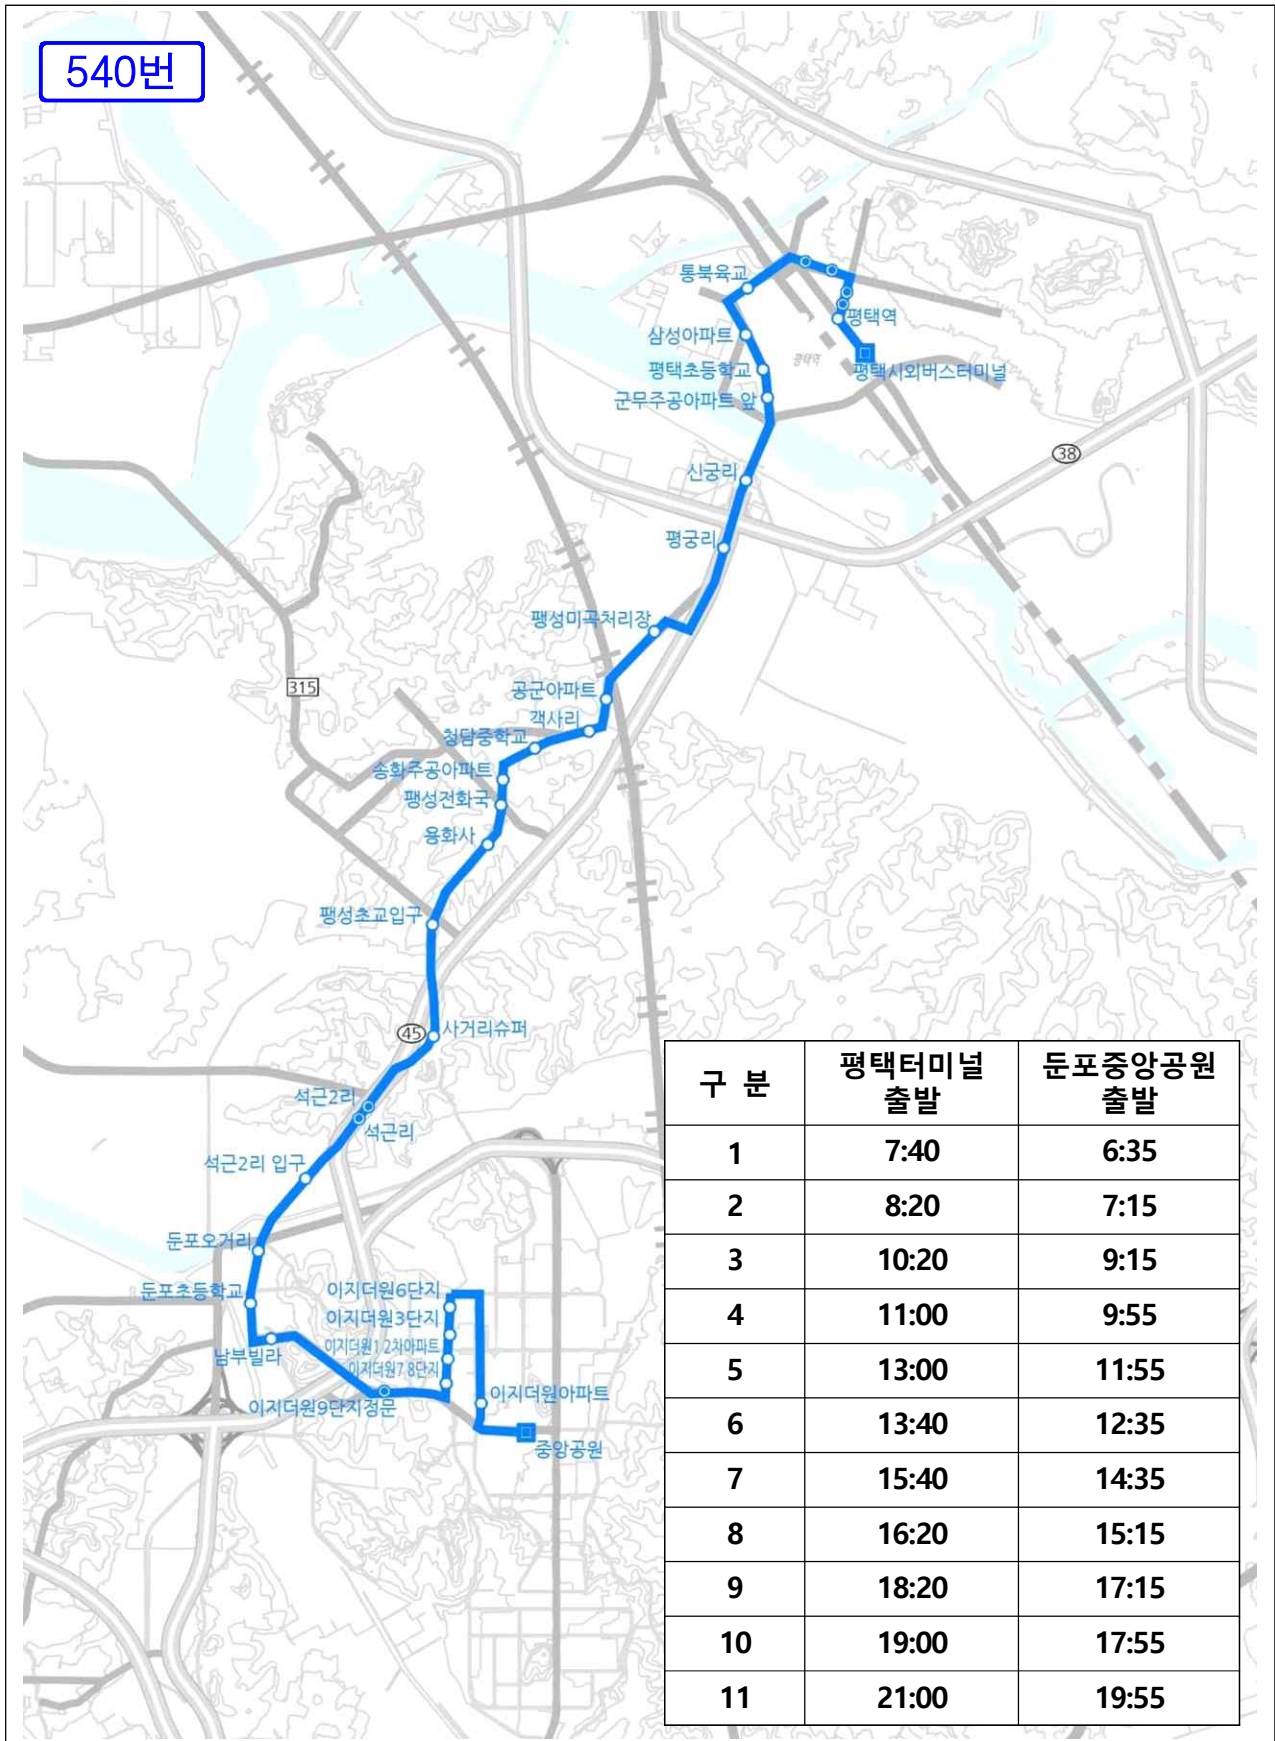 540번
통북육교
평택역
삼성아파트
평택역
평택초등학교
평택시외버스터미널
군무주공아파트 앞
38
신궁리
평궁리
팽성미곡처리장
315
공군아파트
객사리
청담중학교
송화주공아파트
팽성전화국
용화사
팽성초교입구
45
사거리슈퍼
석근2리
석근리
석근2리 입구
둔포오거리
둔포초등학교
이지더원6단지
이지더원3단지
남부빌라
이지더원1 2차아파트
이지더원7 8단지
이지더원9단지정문
이지더원아파트
중앙공원
구 분 평택터미널 출발 둔포중앙공원 출발
1 7:40 6:35
2 8:20 7:15
3 10:20 9:15
4 11:00 9:55
5 13:00 11:55
6 13:40 12:35
7 15:40 14:35
8 16:20 15:15
9 18:20 17:15
10 19:00 17:55
11 21:00 19:55